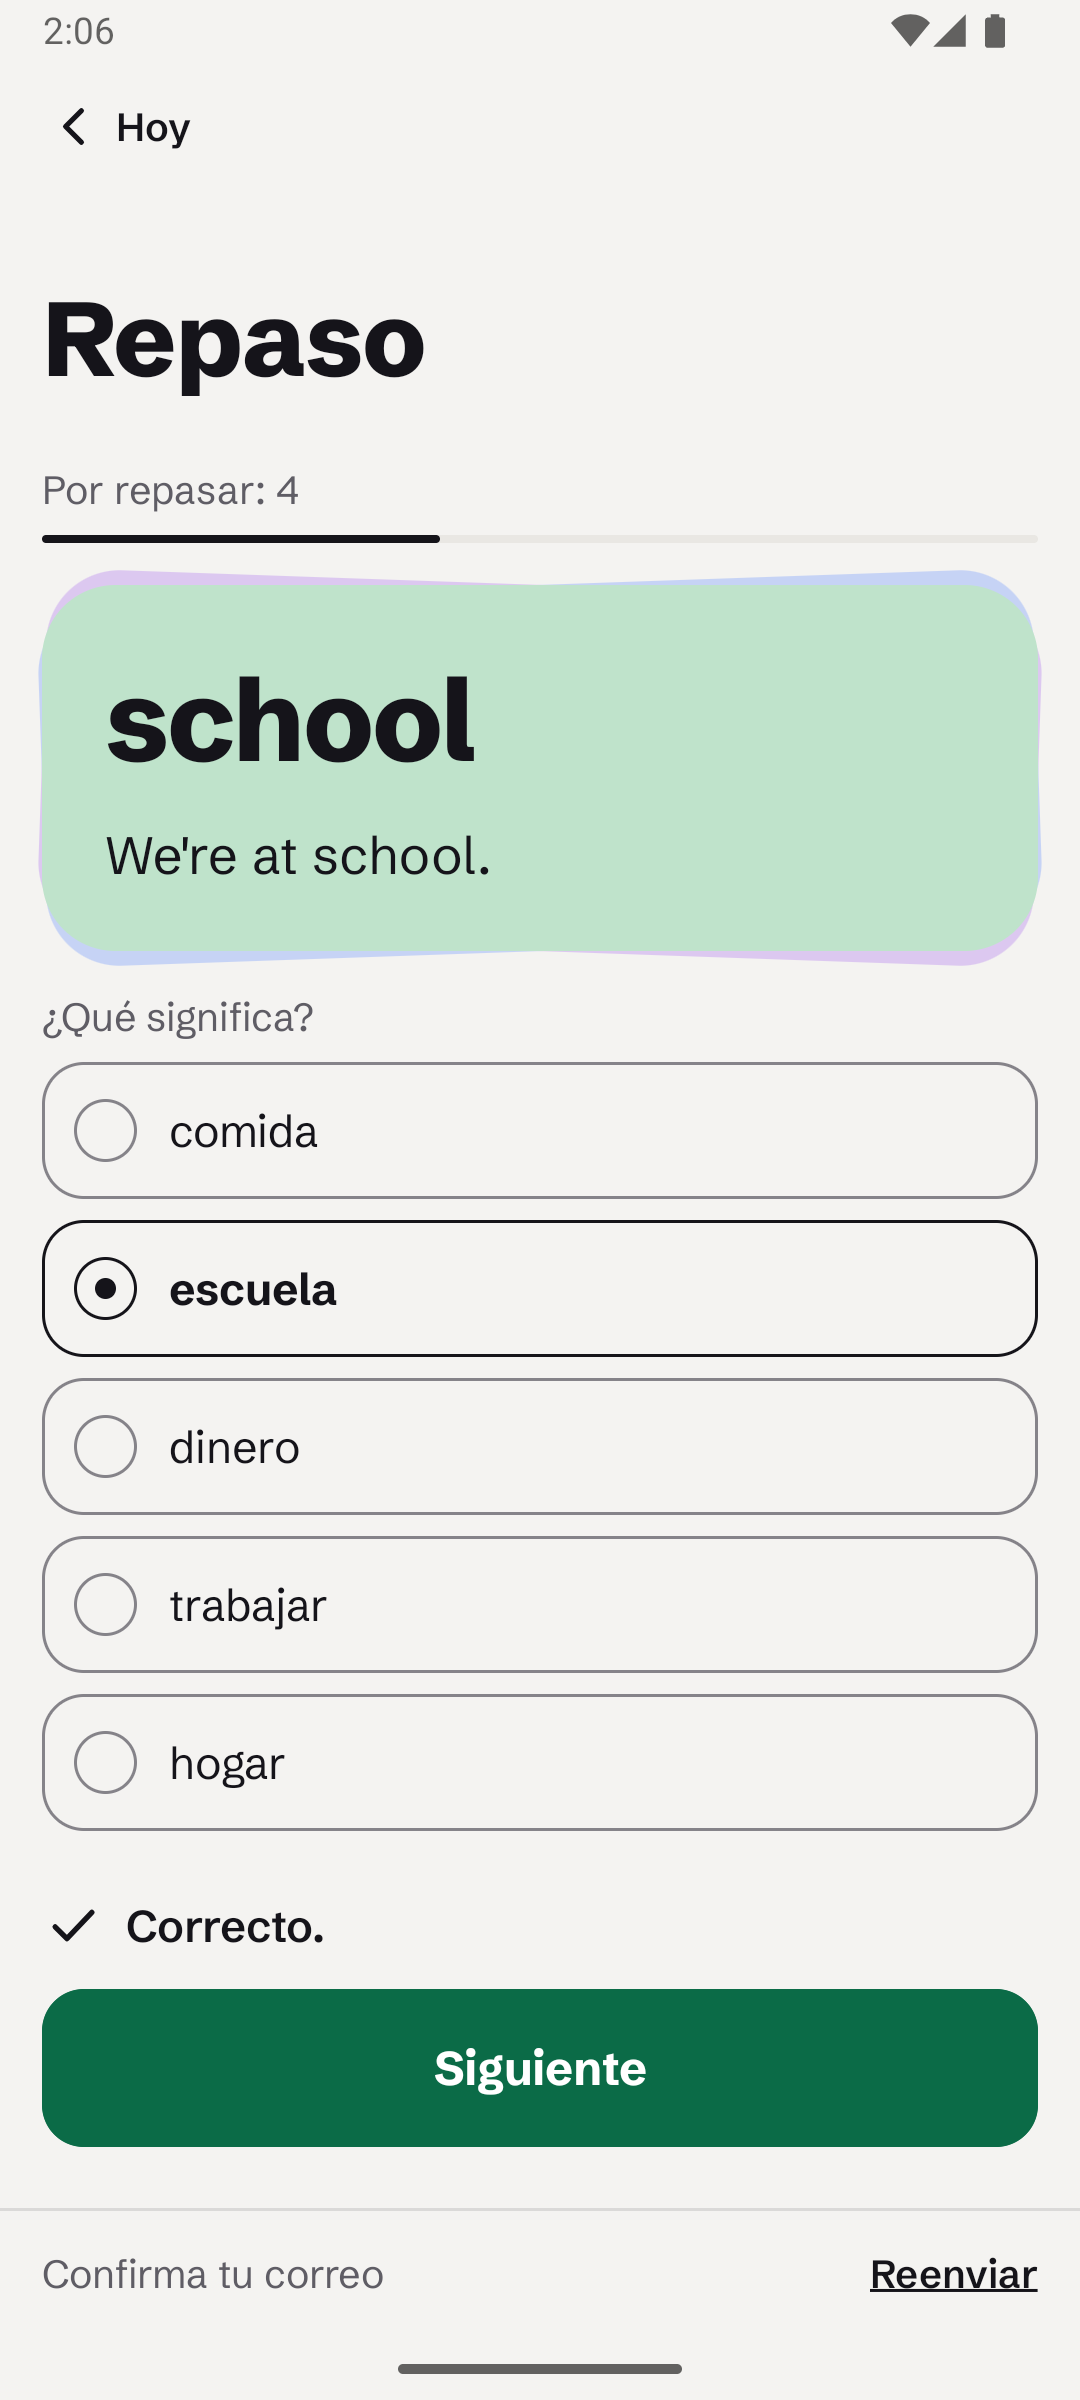 2:06
Hoy
Repaso
Por repasar: 4
school
We're at school.
¿Qué significa?
comida
escuela
dinero
trabajar
hogar
Correcto.
Siguiente
Confirma tu correo
Reenviar